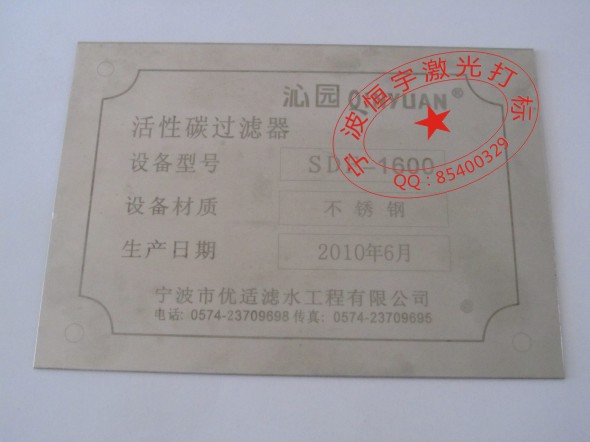 沁园 QINYUAN®
活性碳过滤器
设备型号 -1600
设备材质 不锈钢
生产日期 2010年6月
宁波市优适滤水工程有限公司
电话: 0574-23709698 传真: 0574-23709695
宁波恒宇激光打标
QQ:85400329